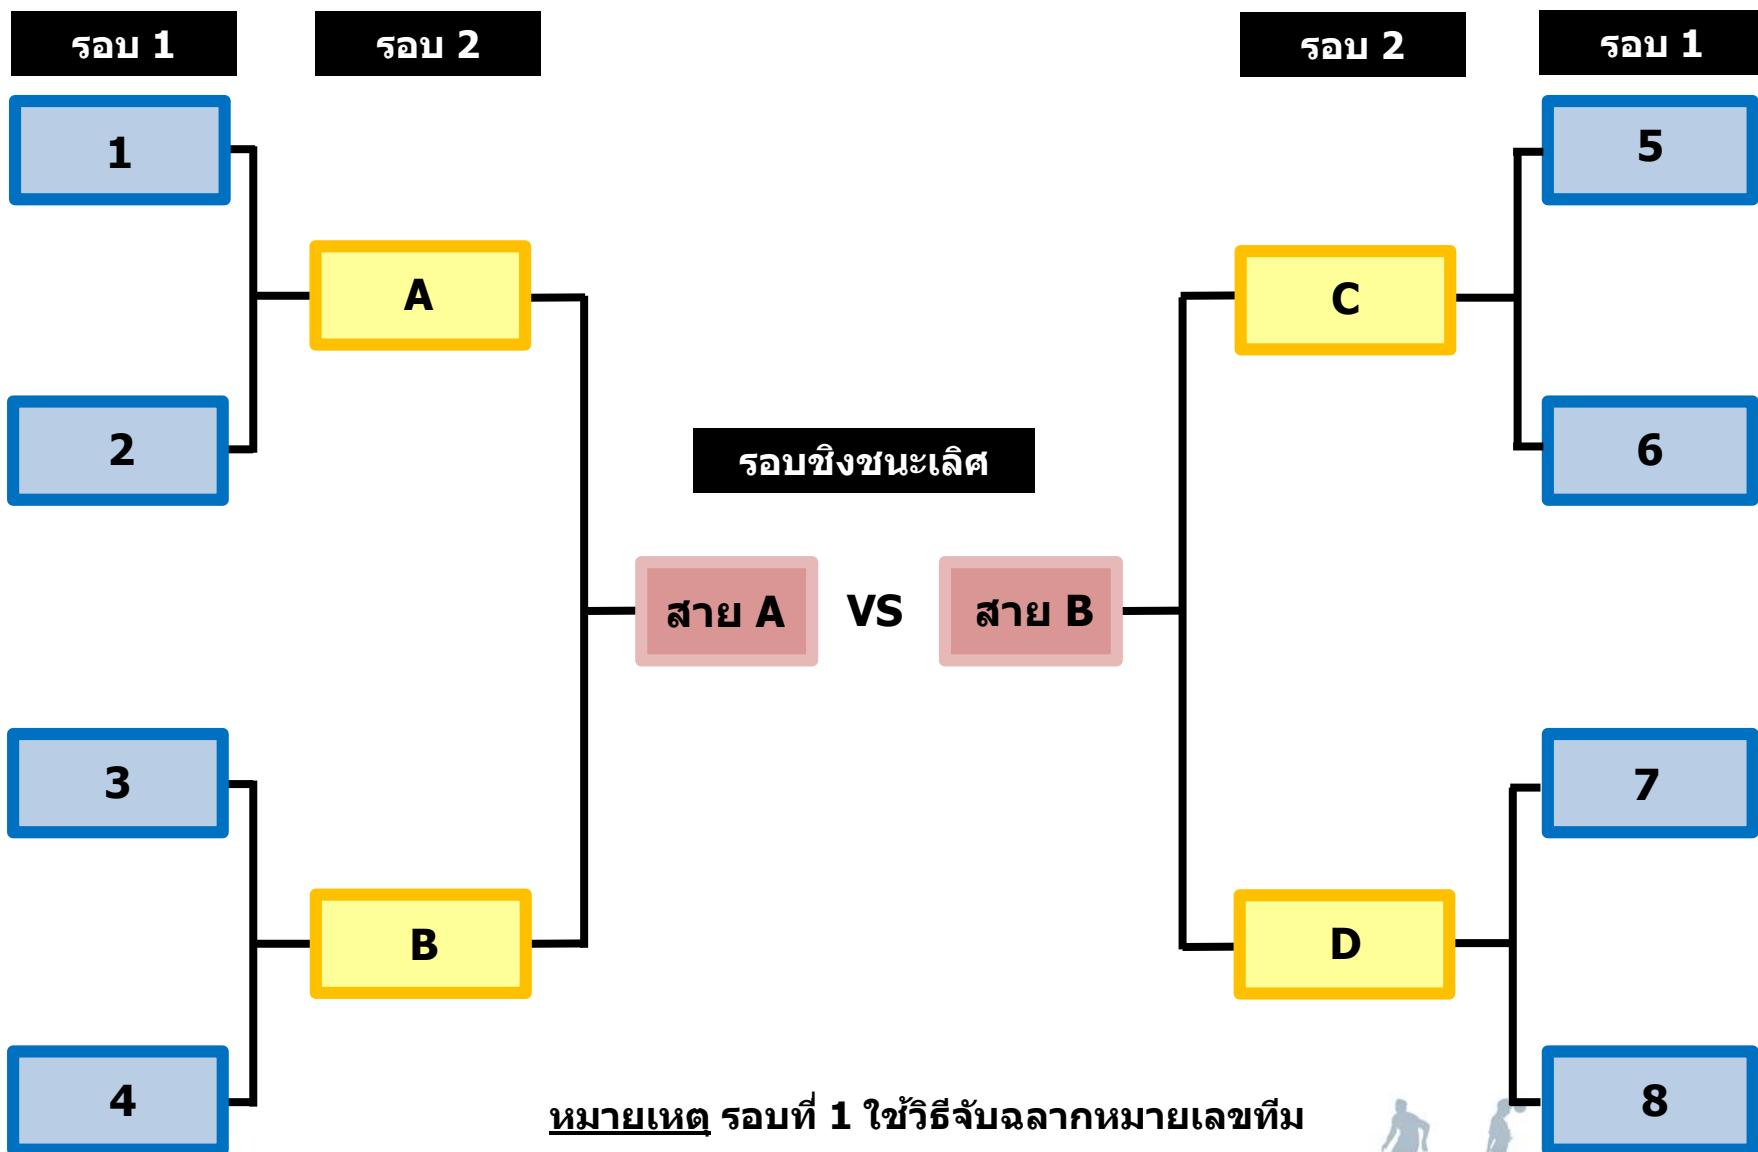 รอบ 1
รอบ 2
รอบ 2
รอบ 1
1
5
A
C
2
6
รอบชิงชนะเลิศ
สาย A VS สาย B
3
7
B
D
4
8
หมายเหตุ รอบที่ 1 ใช้วิธีจับฉลากหมายเลขทีม